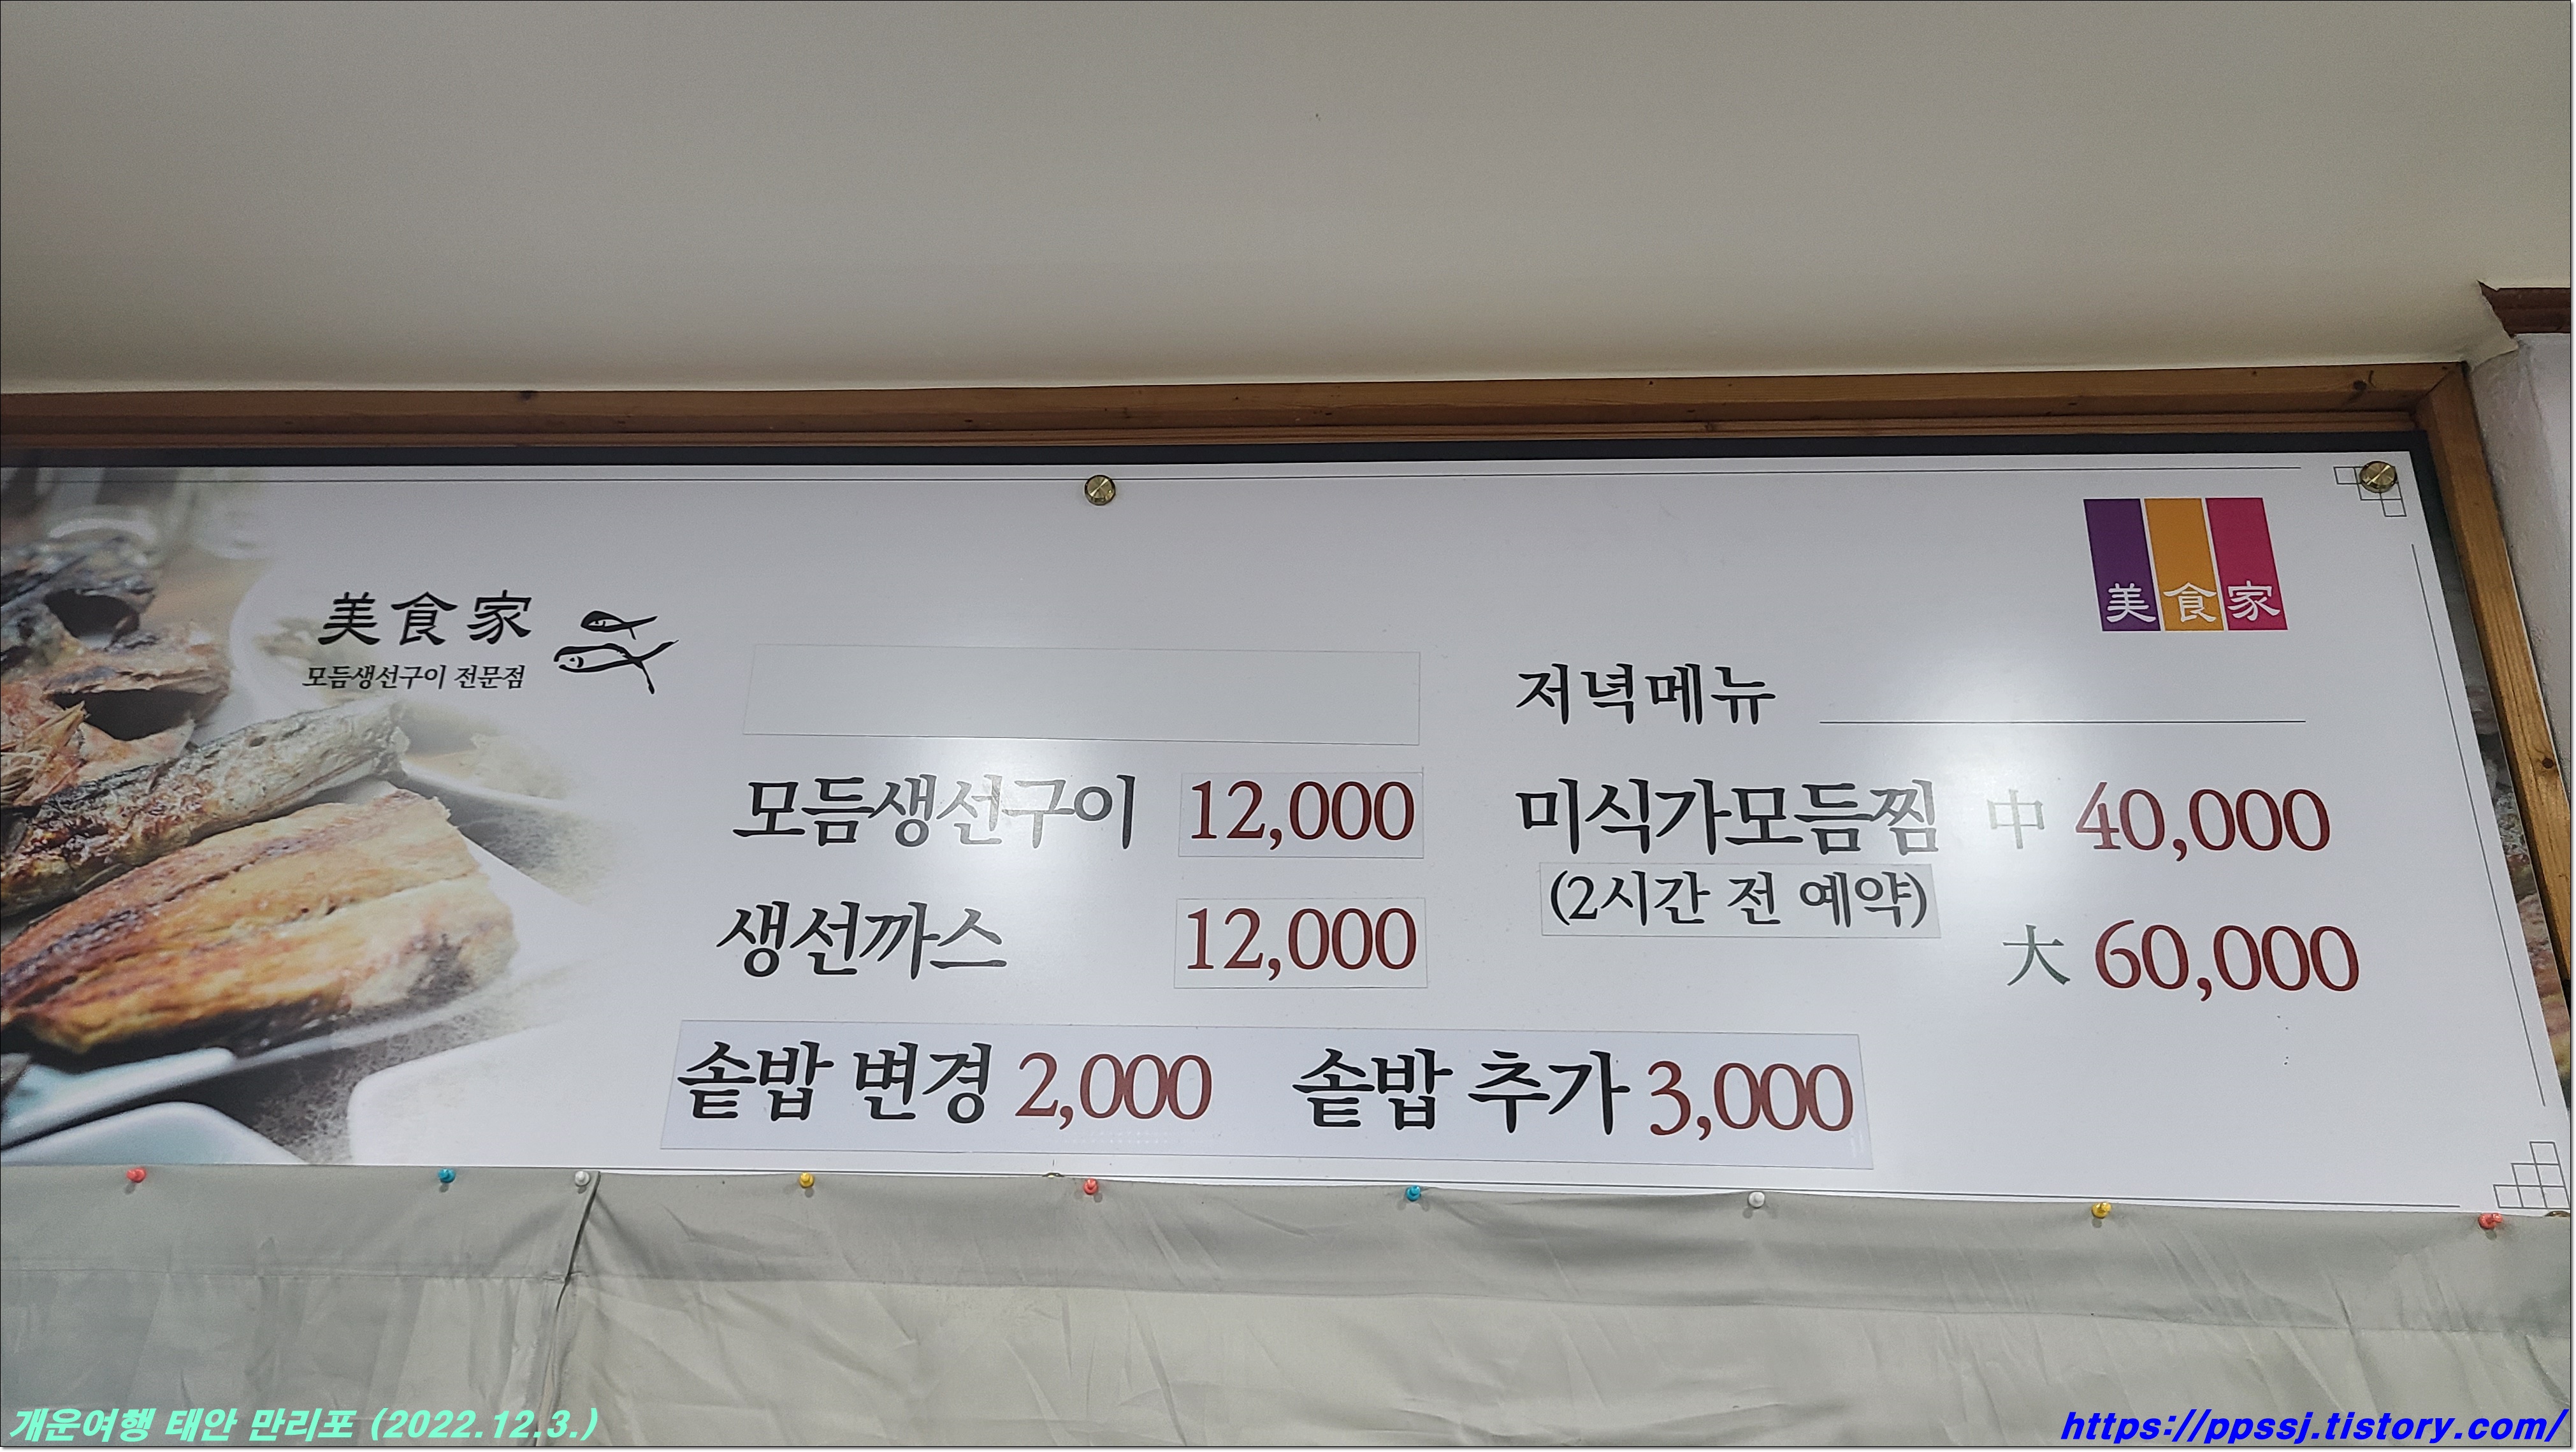 美食家
모듬생선구이 전문점
美食家
모듬생선구이 12,000
생선까스 12,000
저녁메뉴
미식가모듬찜 中 40,000
(2시간 전 예약)
大 60,000
솥밥 변경 2,000 솥밥 추가 3,000
개운여행 태안 만리포 (2022.12.3.)
https://ppssj.tistory.com/